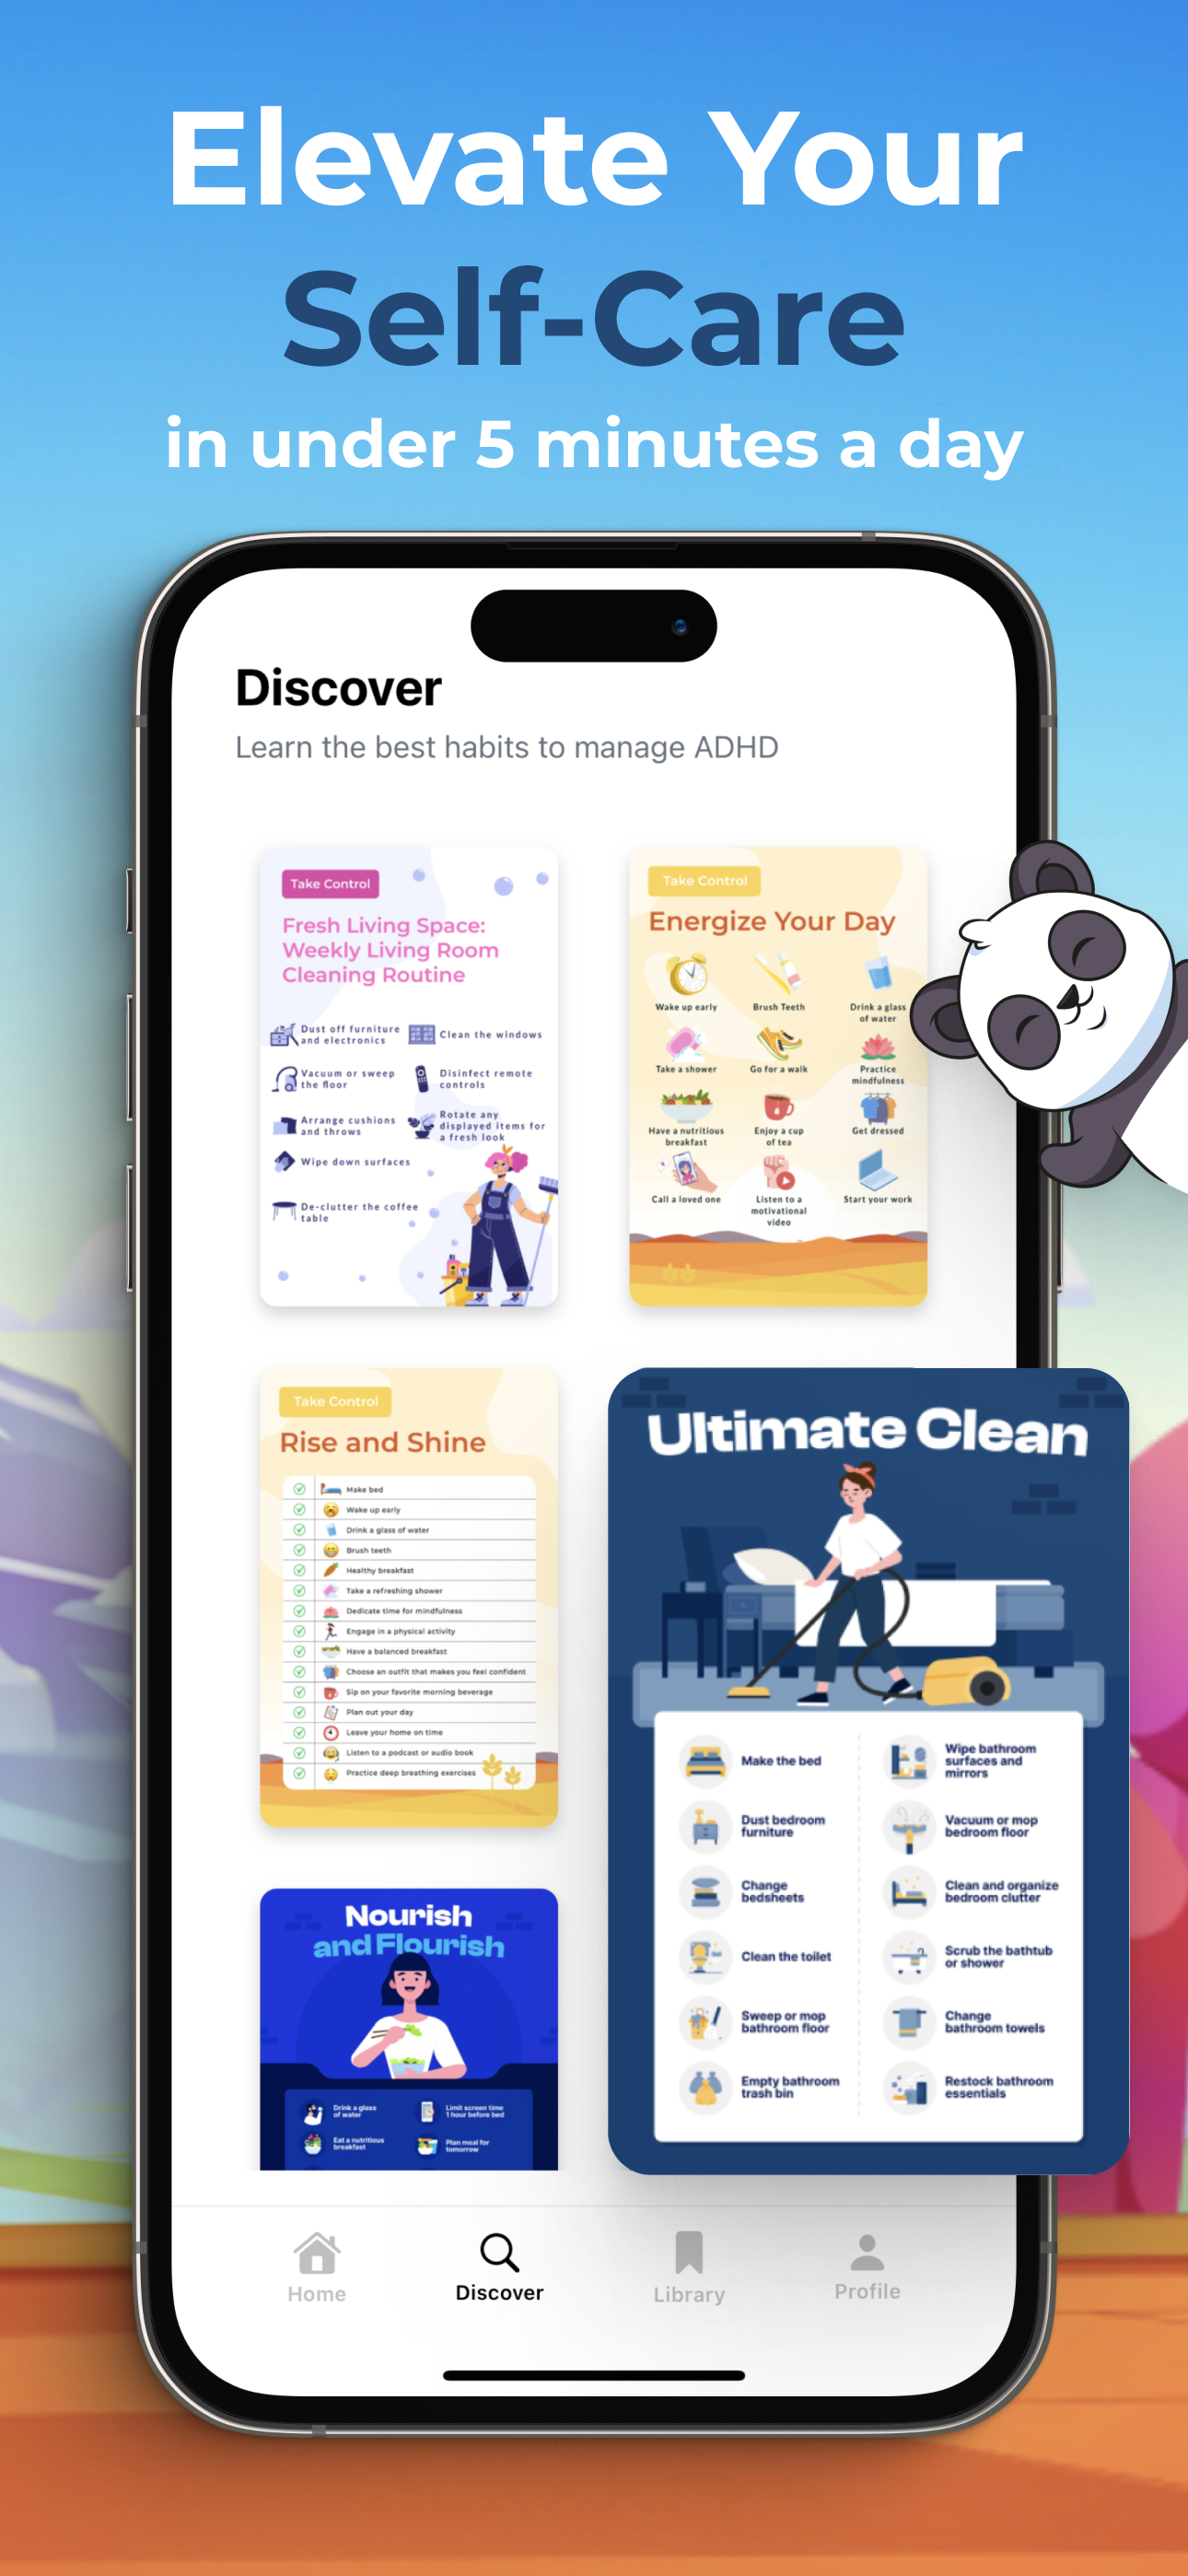 Elevate Your
Self-Care
in under 5 minutes a day
Discover
Learn the best habits to manage ADHD
Take Control
Fresh Living Space:
Weekly Living Room
Cleaning Routine
Dust off furniture
and electronics
Clean the windows
Vacuum or sweep
the floor
Disinfect remote
controls
Arrange cushions
and throws
Rotate any
displayed items for
a fresh look
Wipe down surfaces
De-clutter the coffee
table
Take Control
Energize Your Day
Wake up early
Brush Teeth
Drink a glass
of water
Take a shower
Go for a walk
Practice
mindfulness
Have a nutritious
breakfast
Enjoy a cup
of tea
Get dressed
Call a loved one
Listen to a
motivational
video
Start your work
Take Control
Rise and Shine
Make bed
Wake up early
Drink a glass of water
Brush teeth
Healthy breakfast
Take a refreshing shower
Dedicate time for mindfulness
Engage in a physical activity
Have a balanced breakfast
Choose an outfit that makes you feel confident
Sip on your favorite morning beverage
Plan out your day
Leave your home on time
Listen to a podcast or audio book
Practice deep breathing exercises
Ultimate Clean
Make the bed
Wipe bathroom
surfaces and
mirrors
Dust bedroom
furniture
Vacuum or mop
bedroom floor
Change
bedsheets
Clean and organize
bedroom clutter
Clean the toilet
Scrub the bathtub
or shower
Sweep or mop
bathroom floor
Change
bathroom towels
Empty bathroom
trash bin
Restock bathroom
essentials
Nourish
and Flourish
Drink a glass
of water
Limit screen time
1 hour before bed
Eat a nutritious
breakfast
Plan meal for
tomorrow
Home
Discover
Library
Profile